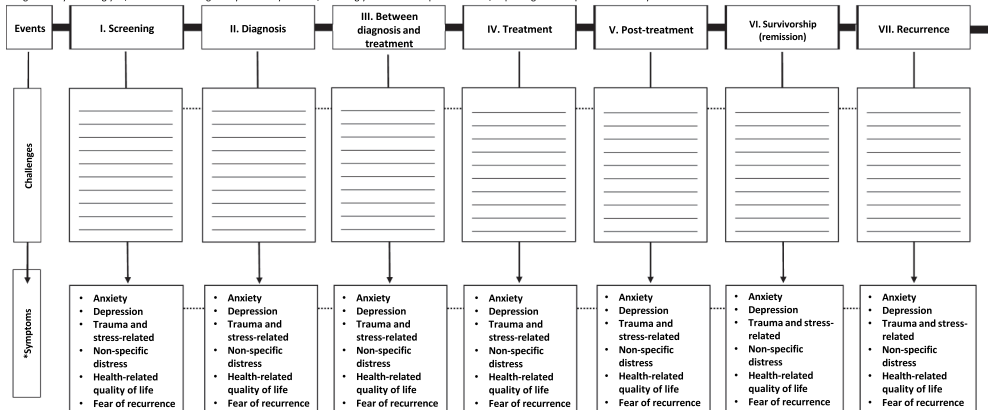 Events
I. Screening
II. Diagnosis
III. Between
diagnosis and
treatment
IV. Treatment
V. Post-treatment
VI. Survivorship
(remission)
VII. Recurrence
Challenges
*Symptoms
• Anxiety
• Depression
• Trauma and
stress-related
• Non-specific
distress
• Health-related
quality of life
• Fear of recurrence
• Anxiety
• Depression
• Trauma and
stress-related
• Non-specific
distress
• Health-related
quality of life
• Fear of recurrence
• Anxiety
• Depression
• Trauma and
stress-related
• Non-specific
distress
• Health-related
quality of life
• Fear of recurrence
• Anxiety
• Depression
• Trauma and
stress-related
• Non-specific
distress
• Health-related
quality of life
• Fear of recurrence
• Anxiety
• Depression
• Trauma and
stress-related
• Non-specific
distress
• Health-related
quality of life
• Fear of recurrence
• Anxiety
• Depression
• Trauma and stress-
related
• Non-specific
distress
• Health-related
quality of life
• Fear of recurrence
• Anxiety
• Depression
• Trauma and stress-
related
• Non-specific
distress
• Health-related
quality of life
• Fear of recurrence